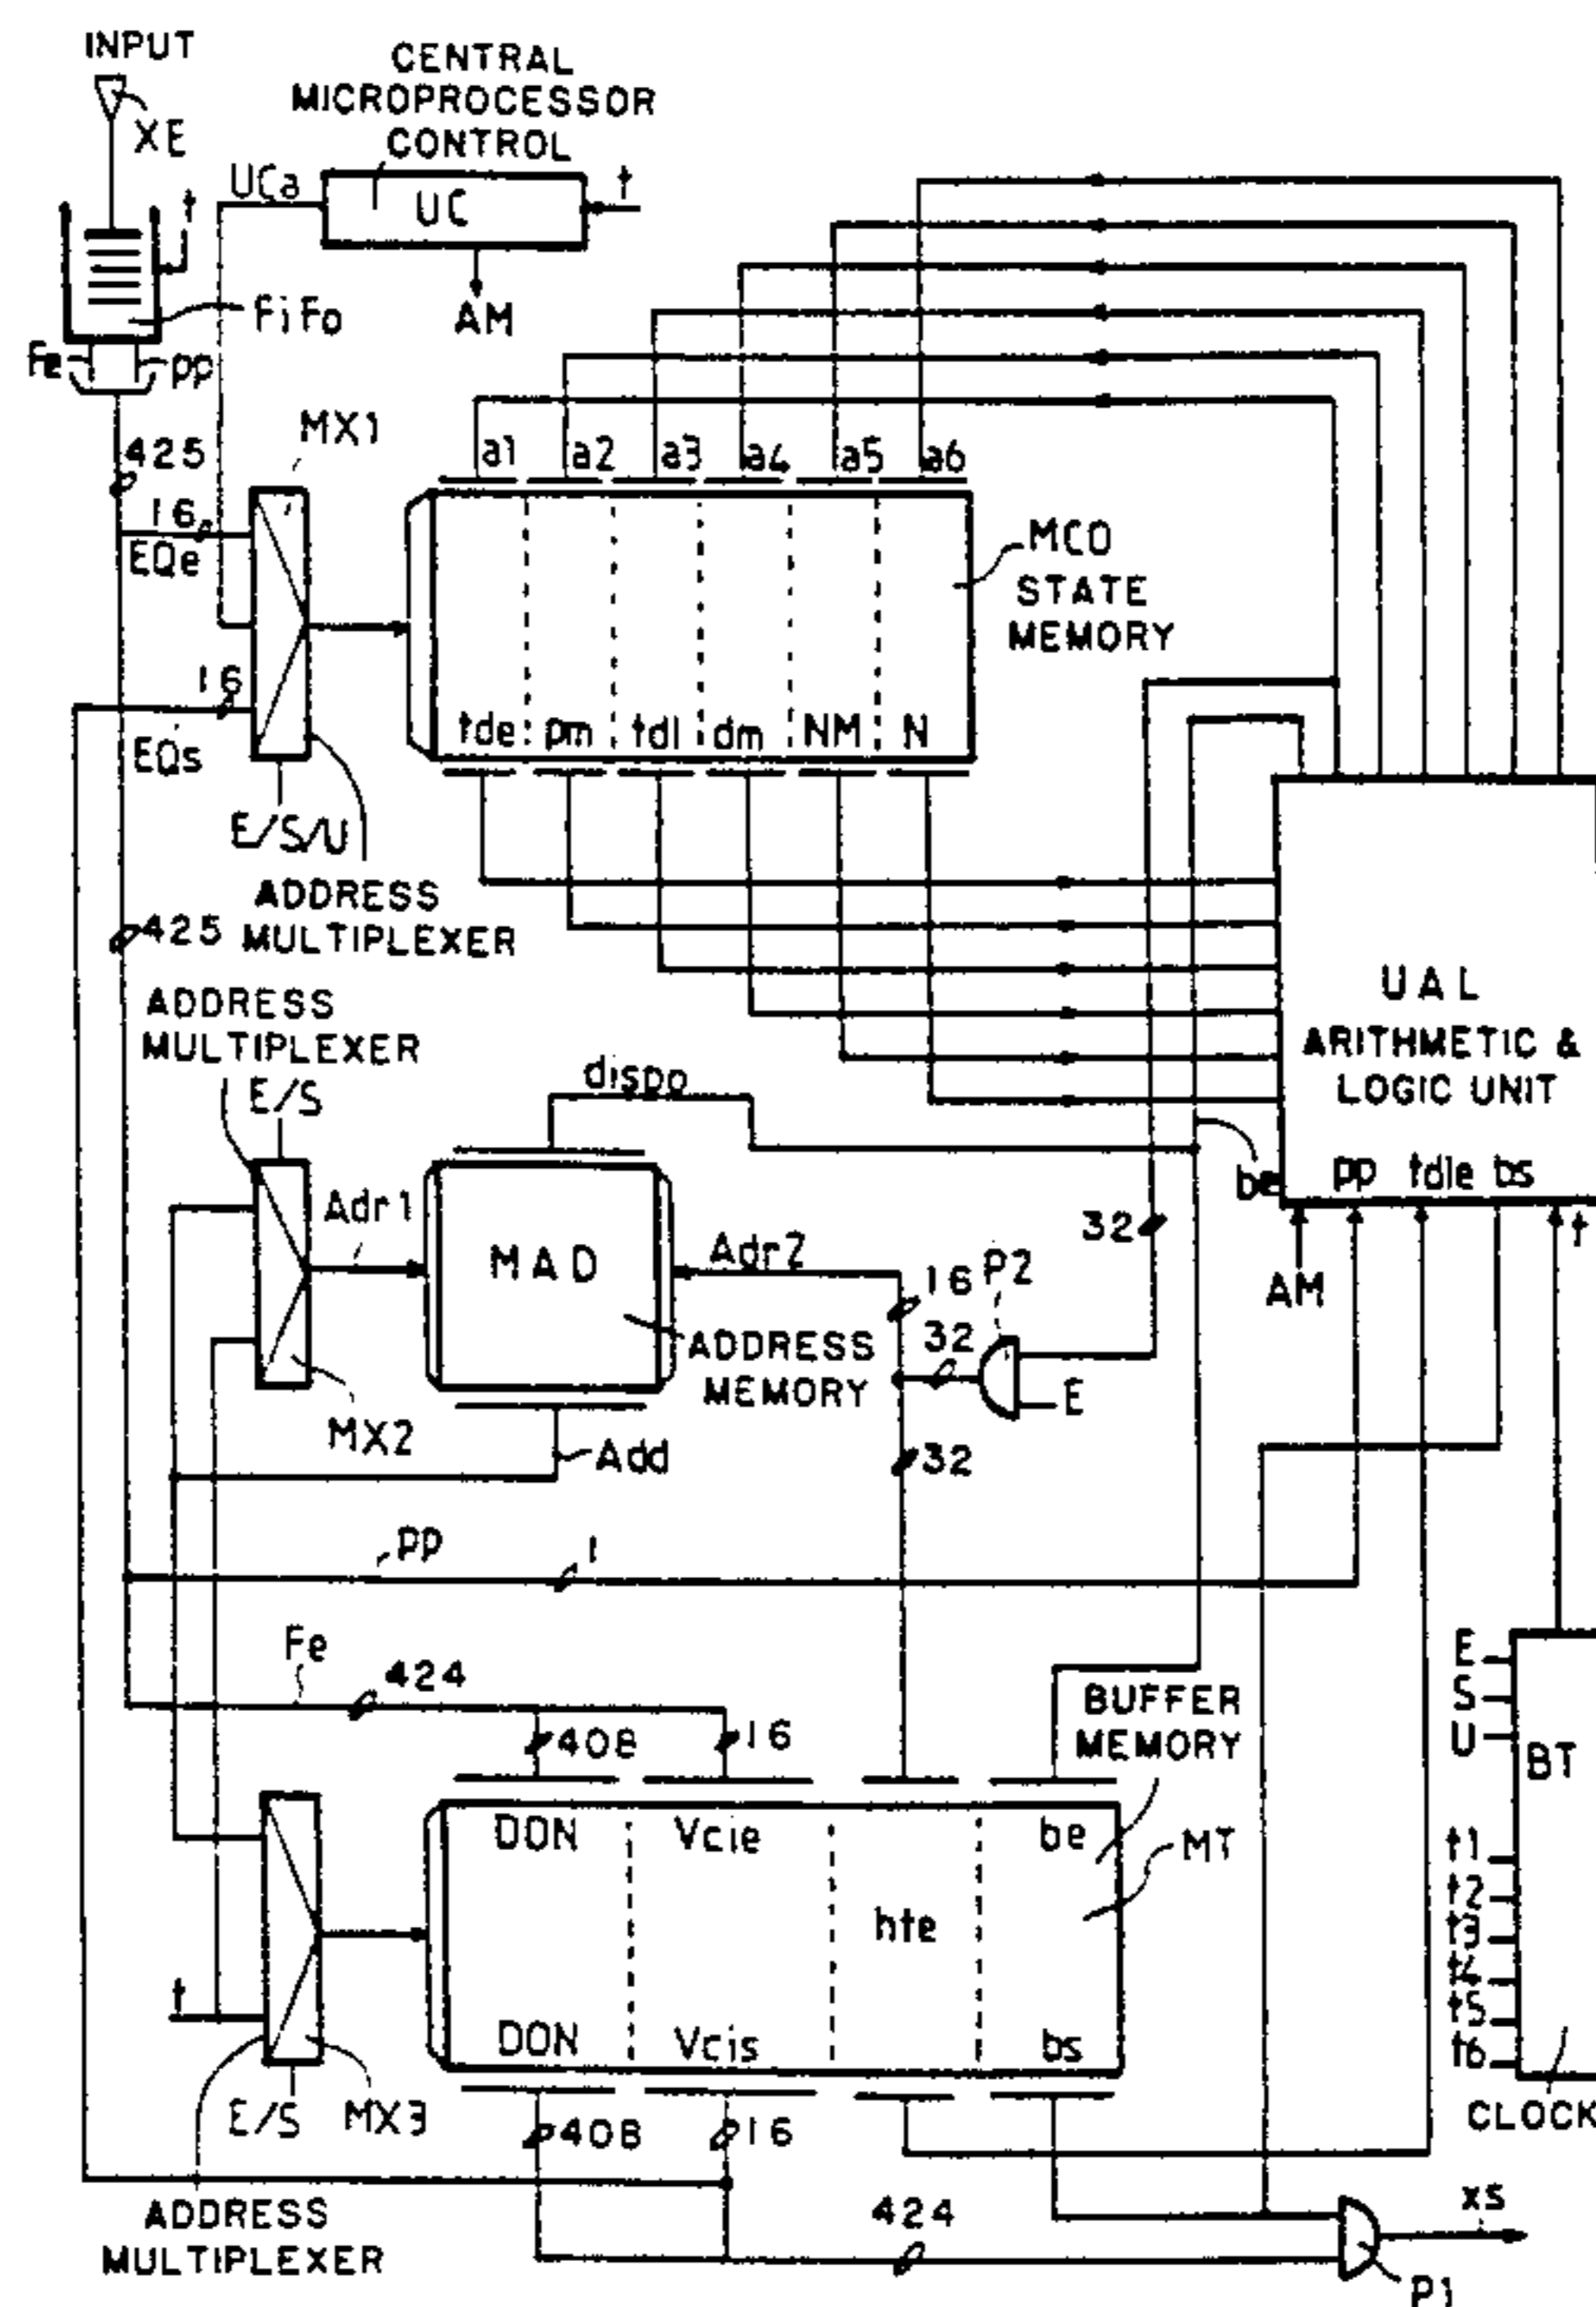 INPUT
XE
CENTRAL
MICROPROCESSOR
CONTROL
UCa
UC
t
t
AM
FiFo
Fe
pp
425
MX1
16
EQe
16
EQs
E/S/U
a1 a2 a3 a4 a5 a6
MCO
STATE
MEMORY
tde pm tdl dm NM N
ADDRESS
MULTIPLEXER
425
ADDRESS
MULTIPLEXER
E/S
dispo
UAL
ARITHMETIC &
LOGIC UNIT
be
pp tdle bs
t
AM
32
Adr1
MAD
Adr2
16
P2
32
E
ADDRESS
MEMORY
MX2
Add
32
pp
1
Fe
424
408
16
BUFFER
MEMORY
E
S
U
BT
t1
t2
t3
t4
t5
t6
CLOCK
DON Vcie be
MT
hte
DON Vcis bs
t
E/S
MX3
408
16
ADDRESS
MULTIPLEXER
424
xs
P1